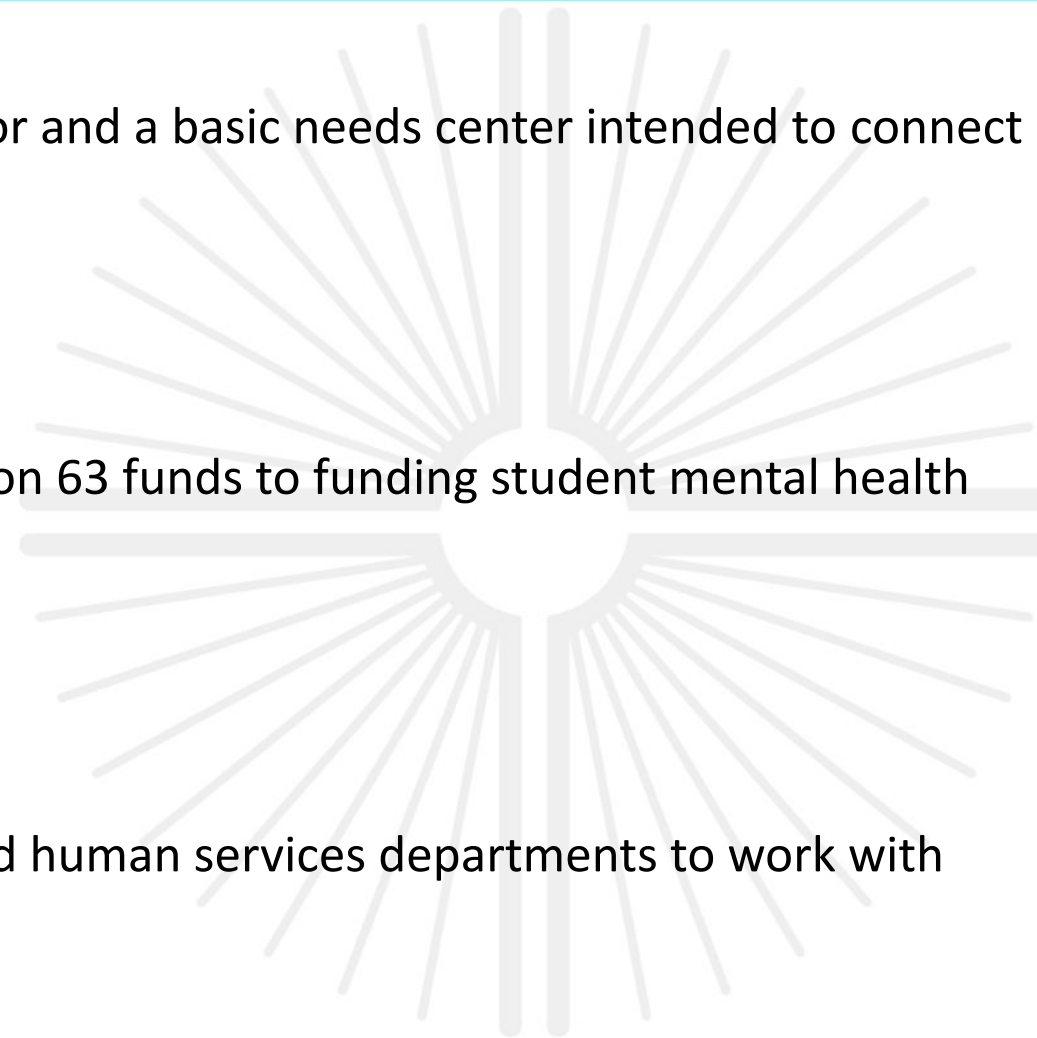 or and a basic needs center intended to connect
on 63 funds to funding student mental health
d human services departments to work with